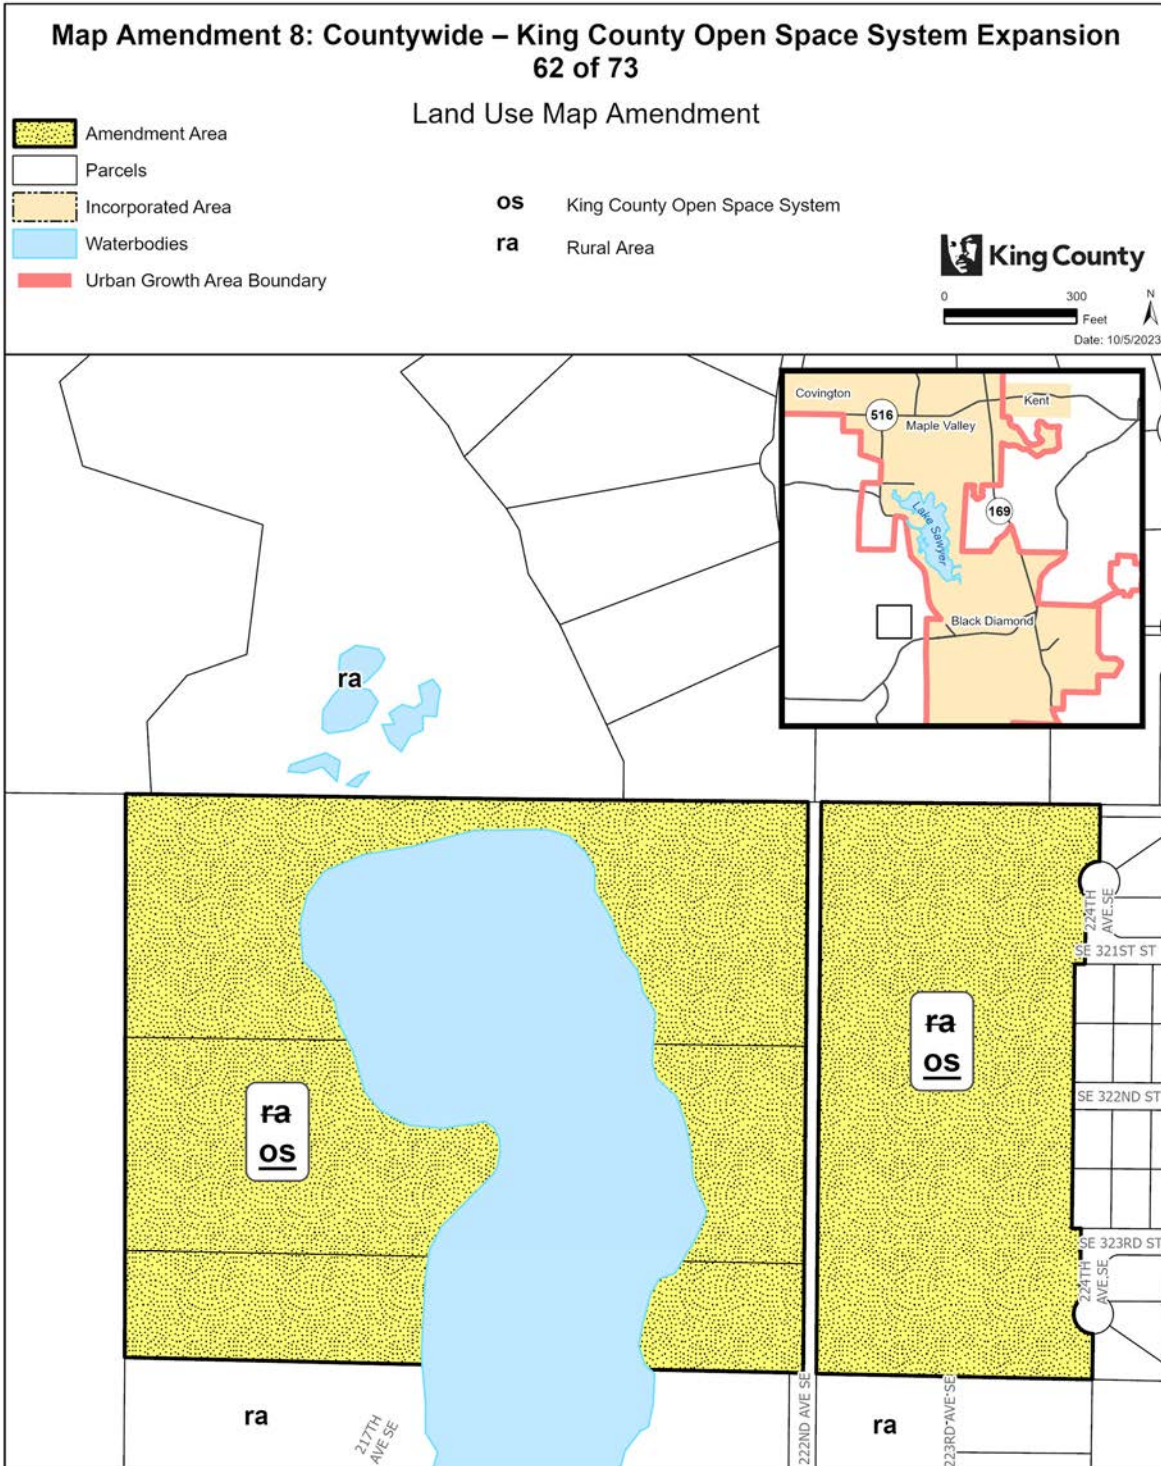 Map Amendment 8: Countywide – King County Open Space System Expansion
62 of 73
Land Use Map Amendment
Amendment Area
Parcels
Incorporated Area
Waterbodies
Urban Growth Area Boundary
os King County Open Space System
ra Rural Area
King County
0 300
Feet
N
Date: 10/5/2023
Covington
Kent
516
Maple Valley
169
Lake Sawyer
Black Diamond
ra
224TH
AVE SE
SE 321ST ST
ra
os
SE 322ND ST
ra
os
SE 323RD ST
224TH
AVE SE
ra
217TH
AVE SE
222ND AVE SE
ra
223RD AVE SE